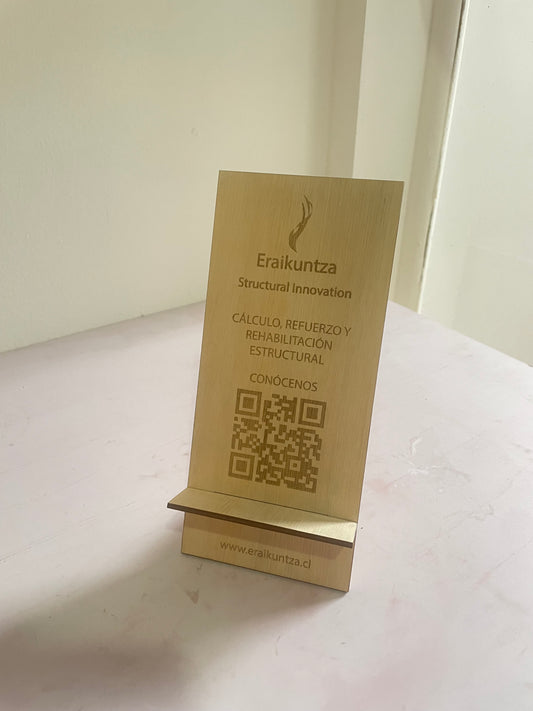 Eraikuntza
Structural Innovation
CÁLCULO, REFUERZO Y
REHABILITACIÓN
ESTRUCTURAL
CONÓCENOS
www.eraikuntza.cl